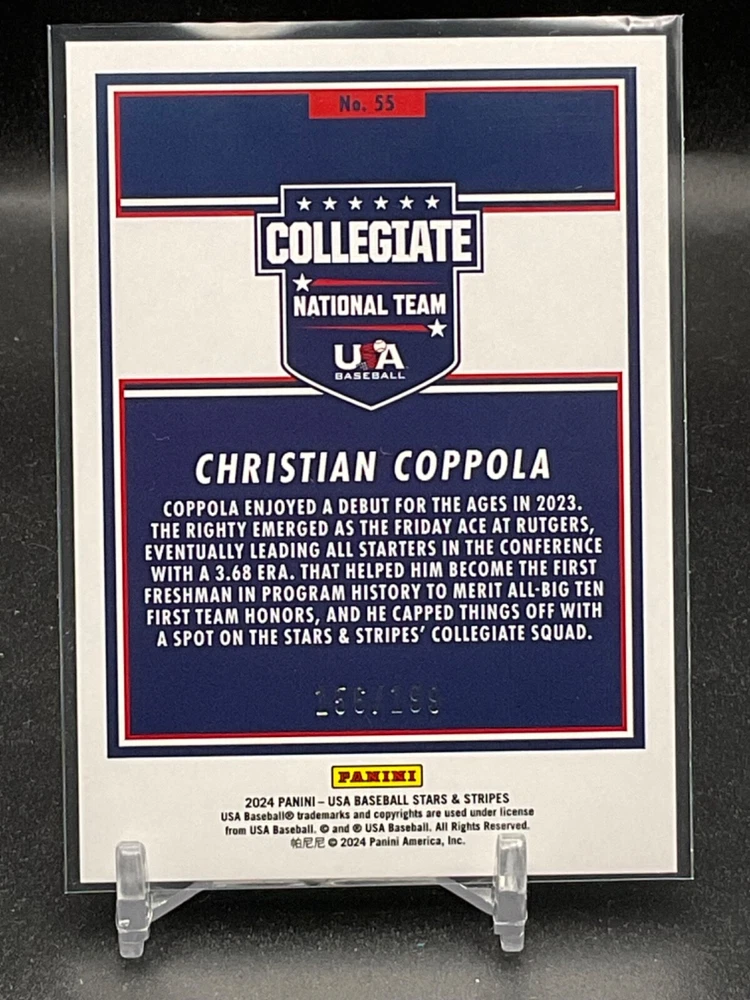 No. 55
COLLEGIATE
NATIONAL TEAM
USA
BASEBALL
CHRISTIAN COPPOLA
COPPOLA ENJOYED A DEBUT FOR THE AGES IN 2023.
THE RIGHTY EMERGED AS THE FRIDAY ACE AT RUTGERS,
EVENTUALLY LEADING ALL STARTERS IN THE CONFERENCE
WITH A 3.68 ERA. THAT HELPED HIM BECOME THE FIRST
FRESHMAN IN PROGRAM HISTORY TO MERIT ALL-BIG TEN
FIRST TEAM HONORS, AND HE CAPPED THINGS OFF WITH
A SPOT ON THE STARS & STRIPES' COLLEGIATE SQUAD.
PANINI
2024 PANINI – USA BASEBALL STARS & STRIPES
USA Baseball® trademarks and copyrights are used under license
from USA Baseball. © and ® USA Baseball. All Rights Reserved.
帕尼尼 © 2024 Panini America, Inc.